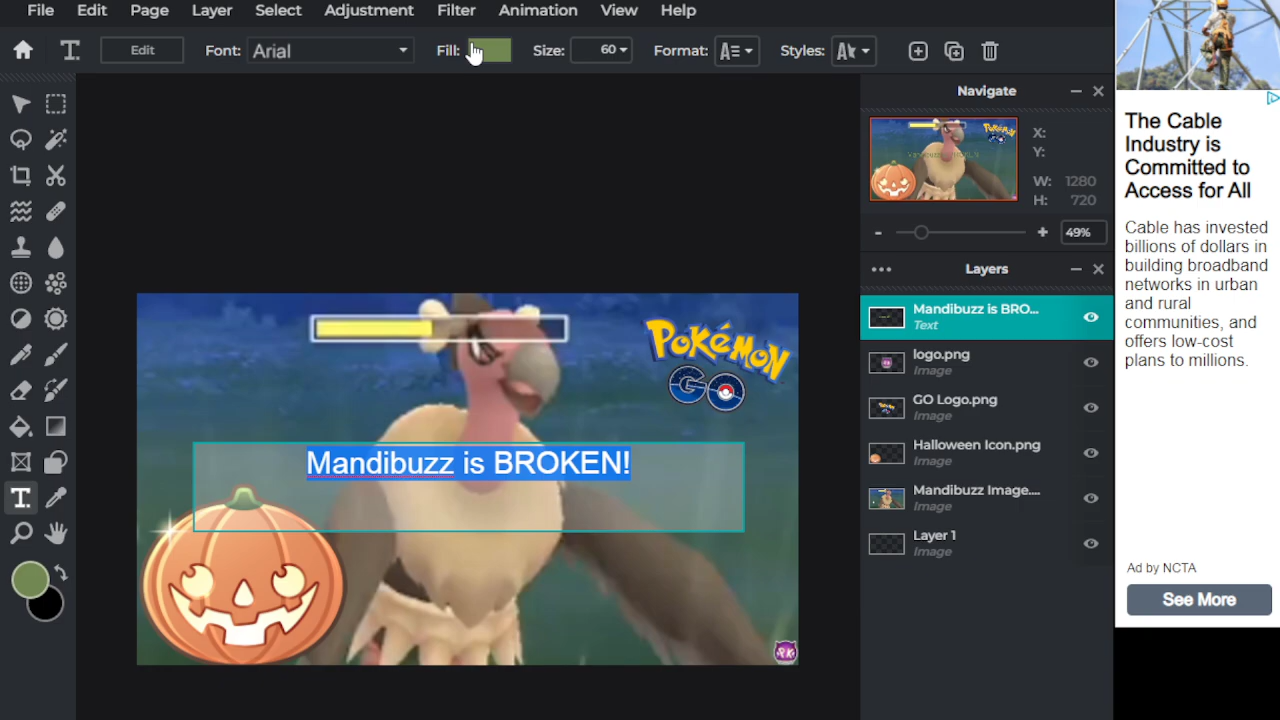 File Edit Page Layer Select Adjustment Filter Animation View Help
T. Edit Font: Arial Fill: Size: 60 Format: A Styles: A
Navigate
X:
Y:
W: 1280
H: 720
- + 49%
Layers
Mandibuzz is BRO...
Text
logo.png
Image
GO Logo.png
Image
Halloween Icon.png
Image
Mandibuzz Image....
Image
Layer 1
Image
POKéMON
GO
Mandibuzz is BROKEN!
PK
T.
The Cable
Industry is
Committed to
Access for All
Cable has invested
billions of dollars in
building broadband
networks in urban
and rural
communities, and
offers low-cost
plans to millions.
Ad by NCTA
See More